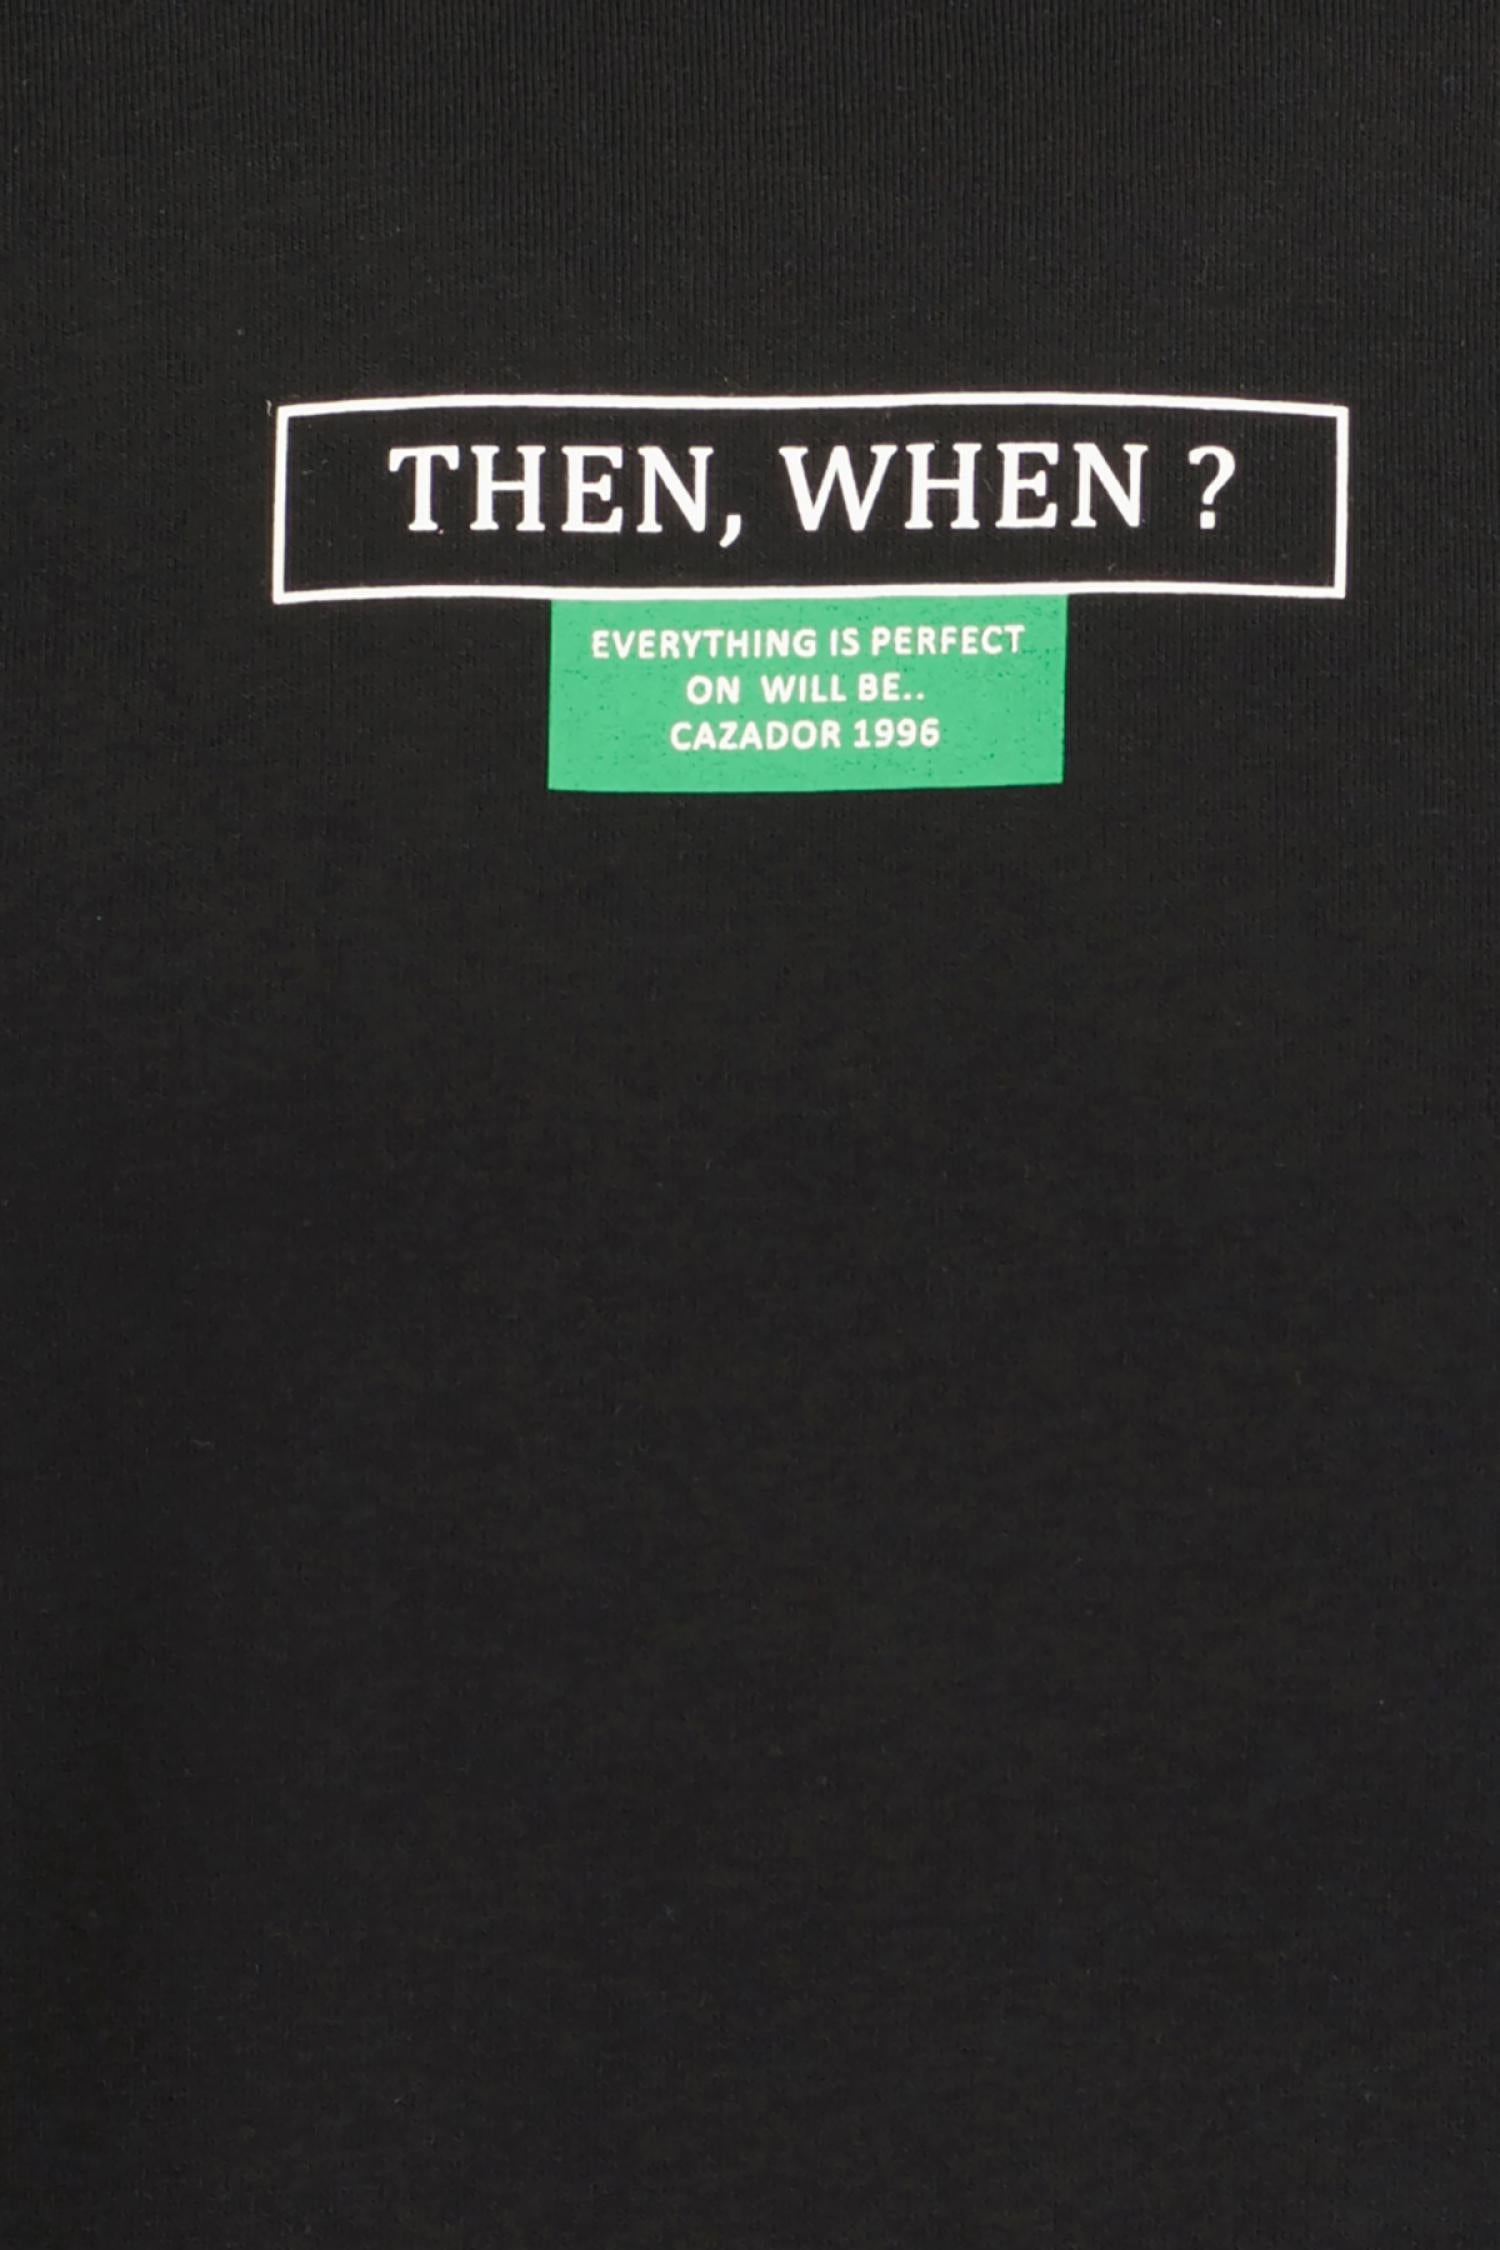 THEN, WHEN ?
EVERYTHING IS PERFECT
ON WILL BE..
CAZADOR 1996